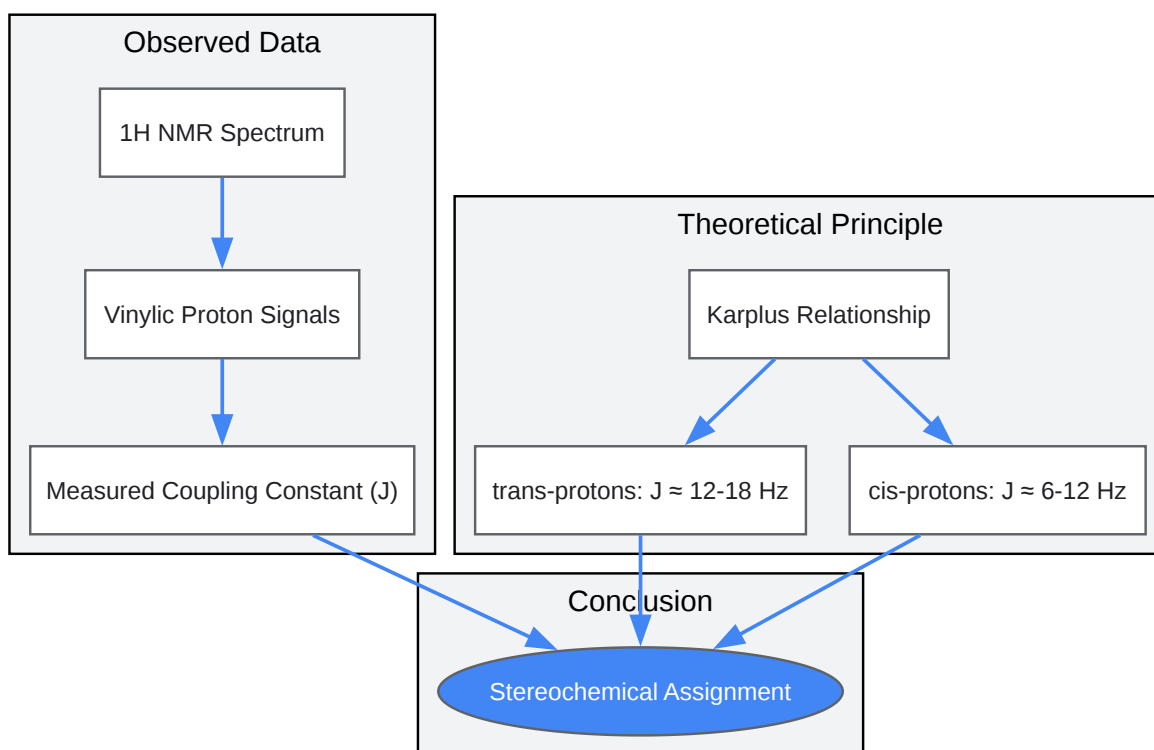 Observed Data
1H NMR Spectrum
Vinylic Proton Signals
Measured Coupling Constant (J)
Theoretical Principle
Karplus Relationship
trans-protons: J ≈ 12-18 Hz
cis-protons: J ≈ 6-12 Hz
Conclusion
Stereochemical Assignment